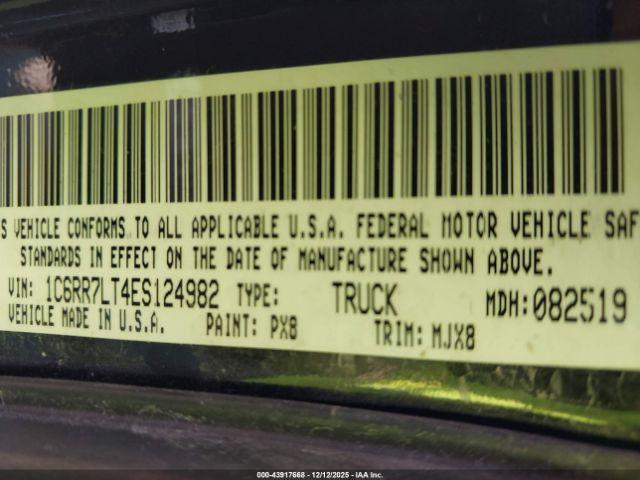 S VEHICLE CONFORMS TO ALL APPLICABLE U.S.A. FEDERAL MOTOR VEHICLE SAF
STANDARDS IN EFFECT ON THE DATE OF MANUFACTURE SHOWN ABOVE.
VIN: 1C6RR7LT4ES124982 TYPE: TRUCK MDH:082519
VEHICLE MADE IN U.S.A. PAINT: PX8 TRIM: MJX8
000-43917668 - 12/12/2025 - IAA Inc.